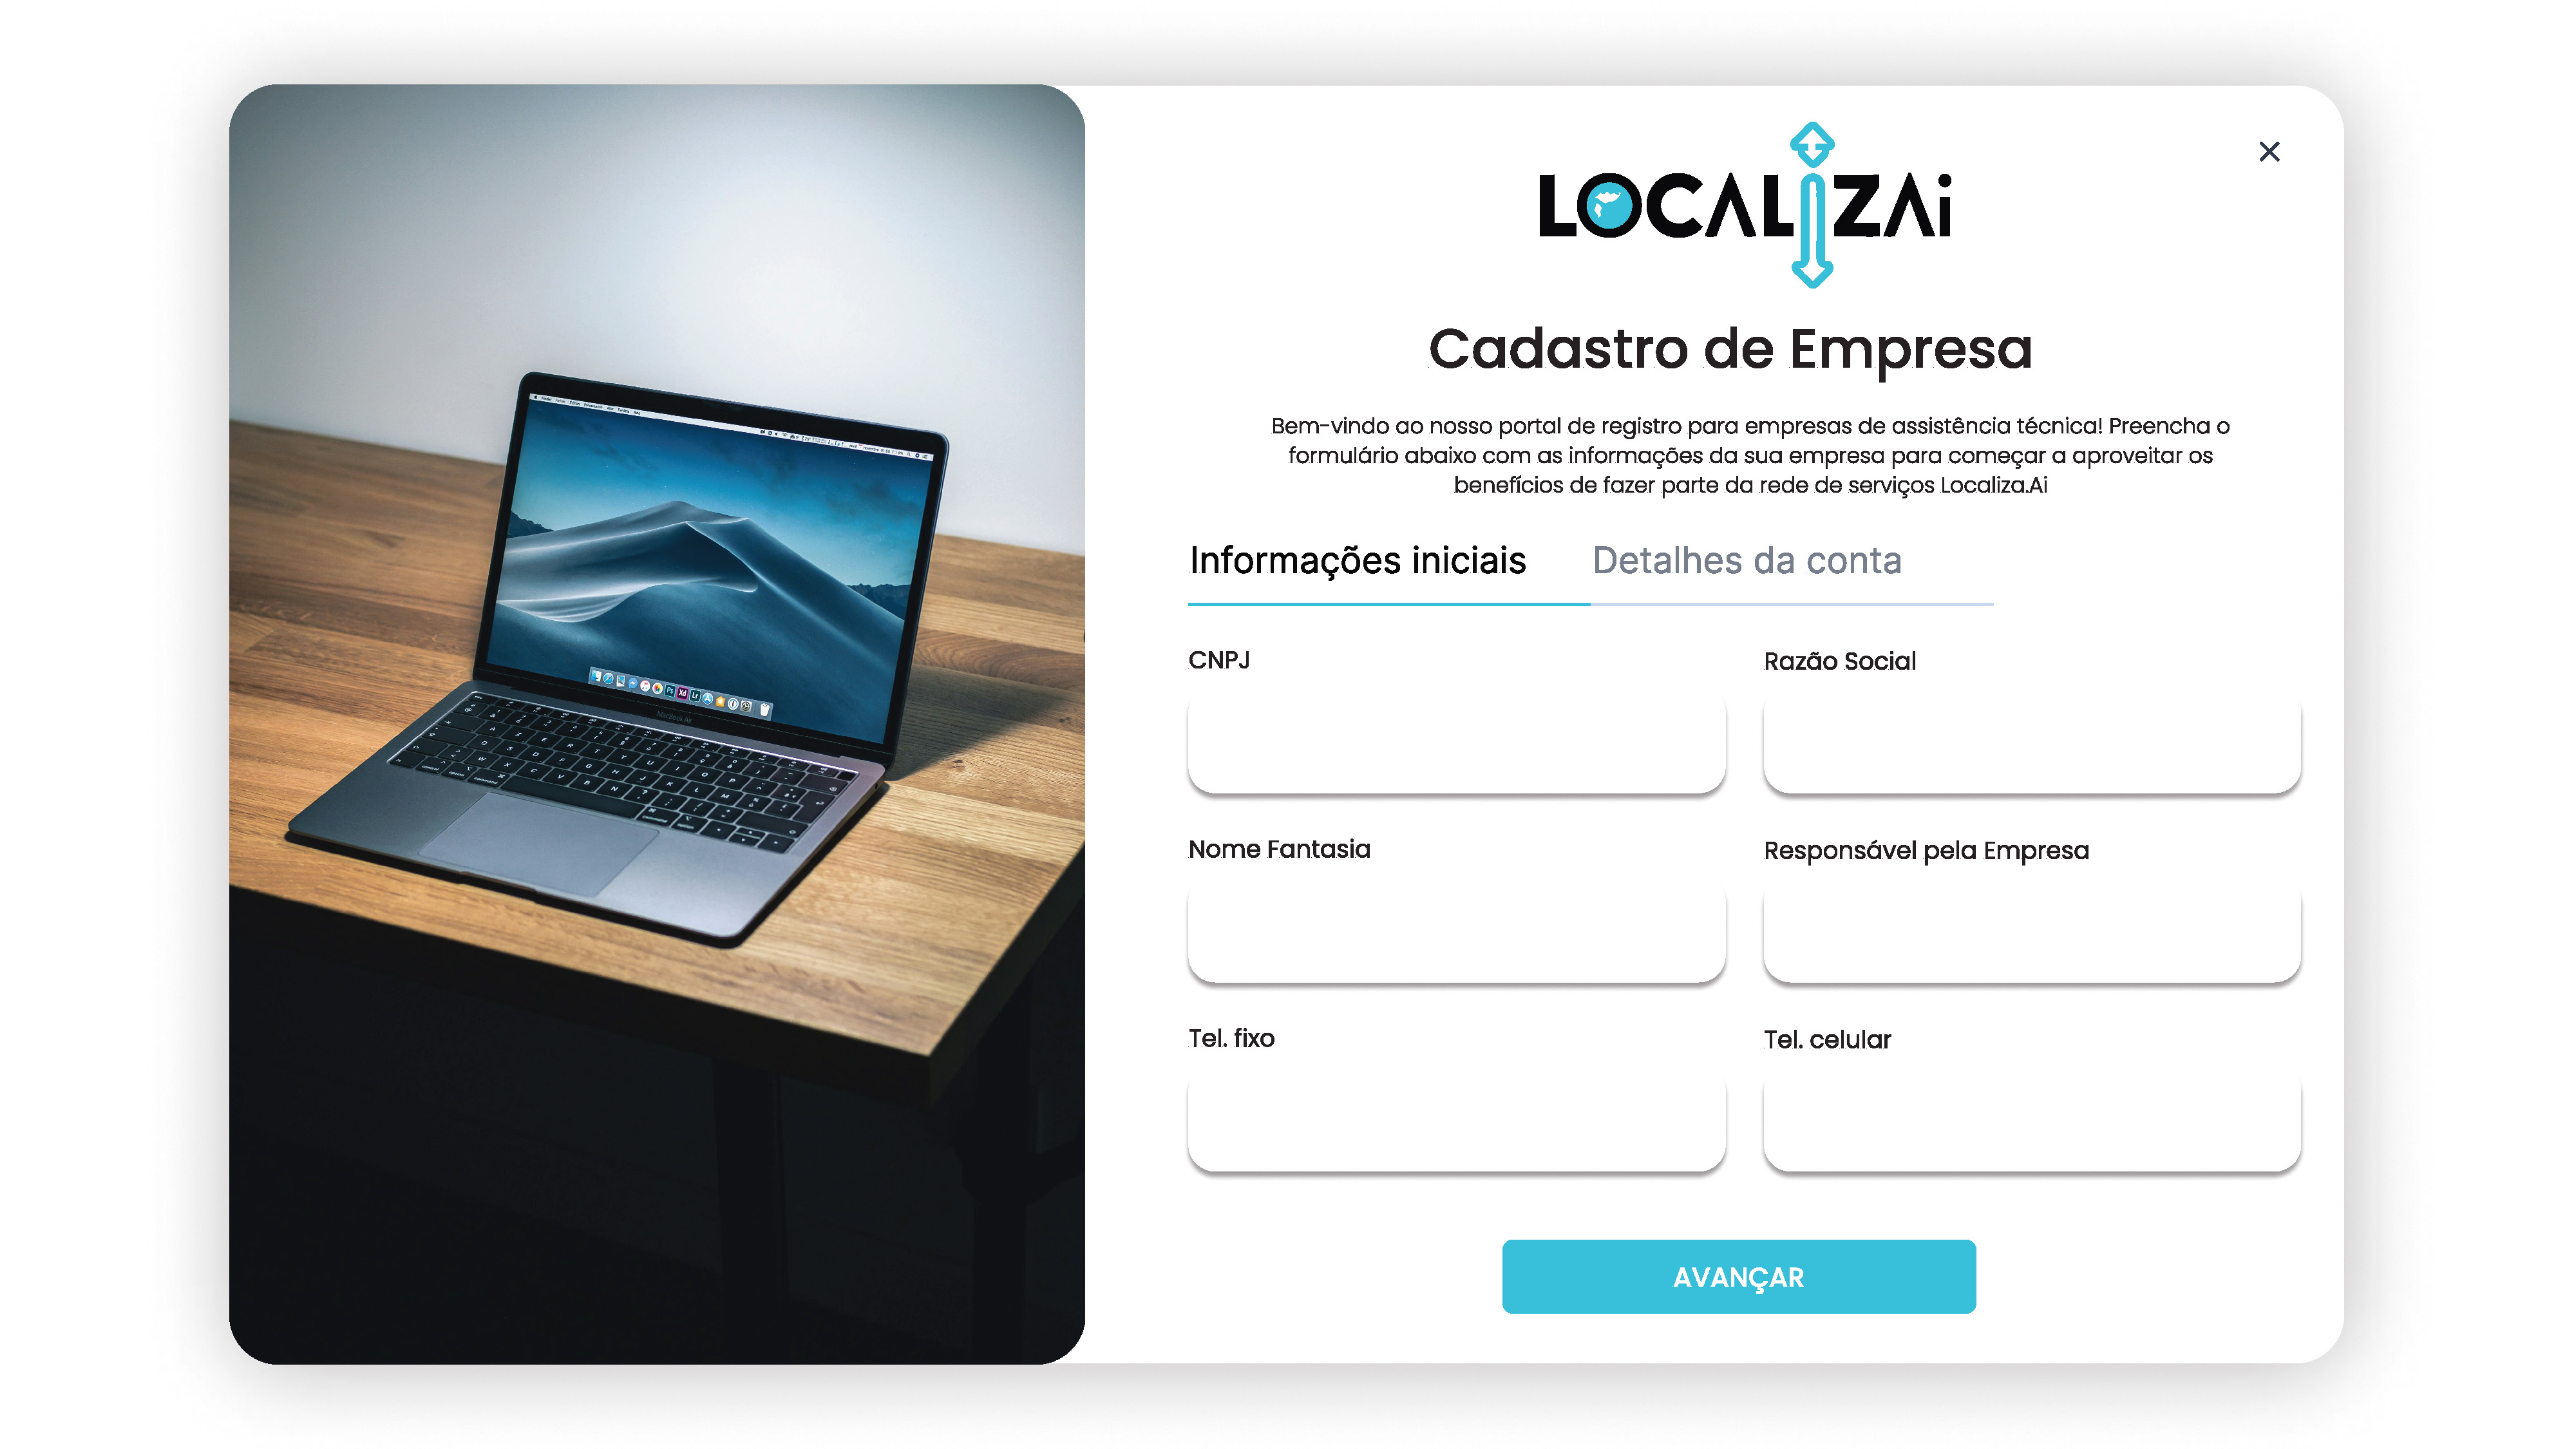 LOCALIZAi
Cadastro de Empresa
Bem-vindo ao nosso portal de registro para empresas de assistência técnica! Preencha o
formulário abaixo com as informações da sua empresa para começar a aproveitar os
benefícios de fazer parte da rede de serviços Localiza.Ai
Informações iniciais Detalhes da conta
CNPJ Razão Social
Nome Fantasia Responsável pela Empresa
Tel. fixo Tel. celular
AVANÇAR
MacBook Air